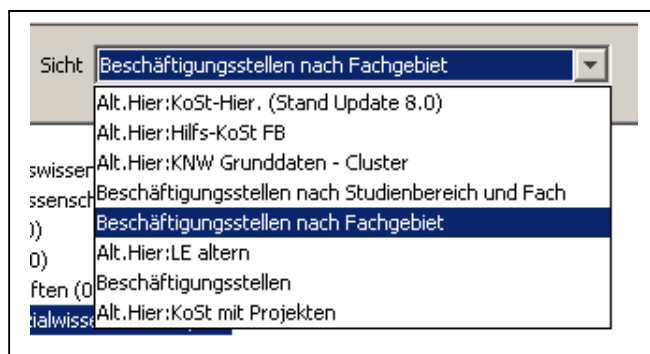 Sicht Beschäftigungsstellen nach Fachgebiet
Alt.Hier:KoSt-Hier. (Stand Update 8.0)
Alt.Hier:Hilfs-KoSt FB
Alt.Hier:KNW Grunddaten - Cluster
Beschäftigungsstellen nach Studienbereich und Fach
Beschäftigungsstellen nach Fachgebiet
Alt.Hier:LE altern
Beschäftigungsstellen
Alt.Hier:KoSt mit Projekten